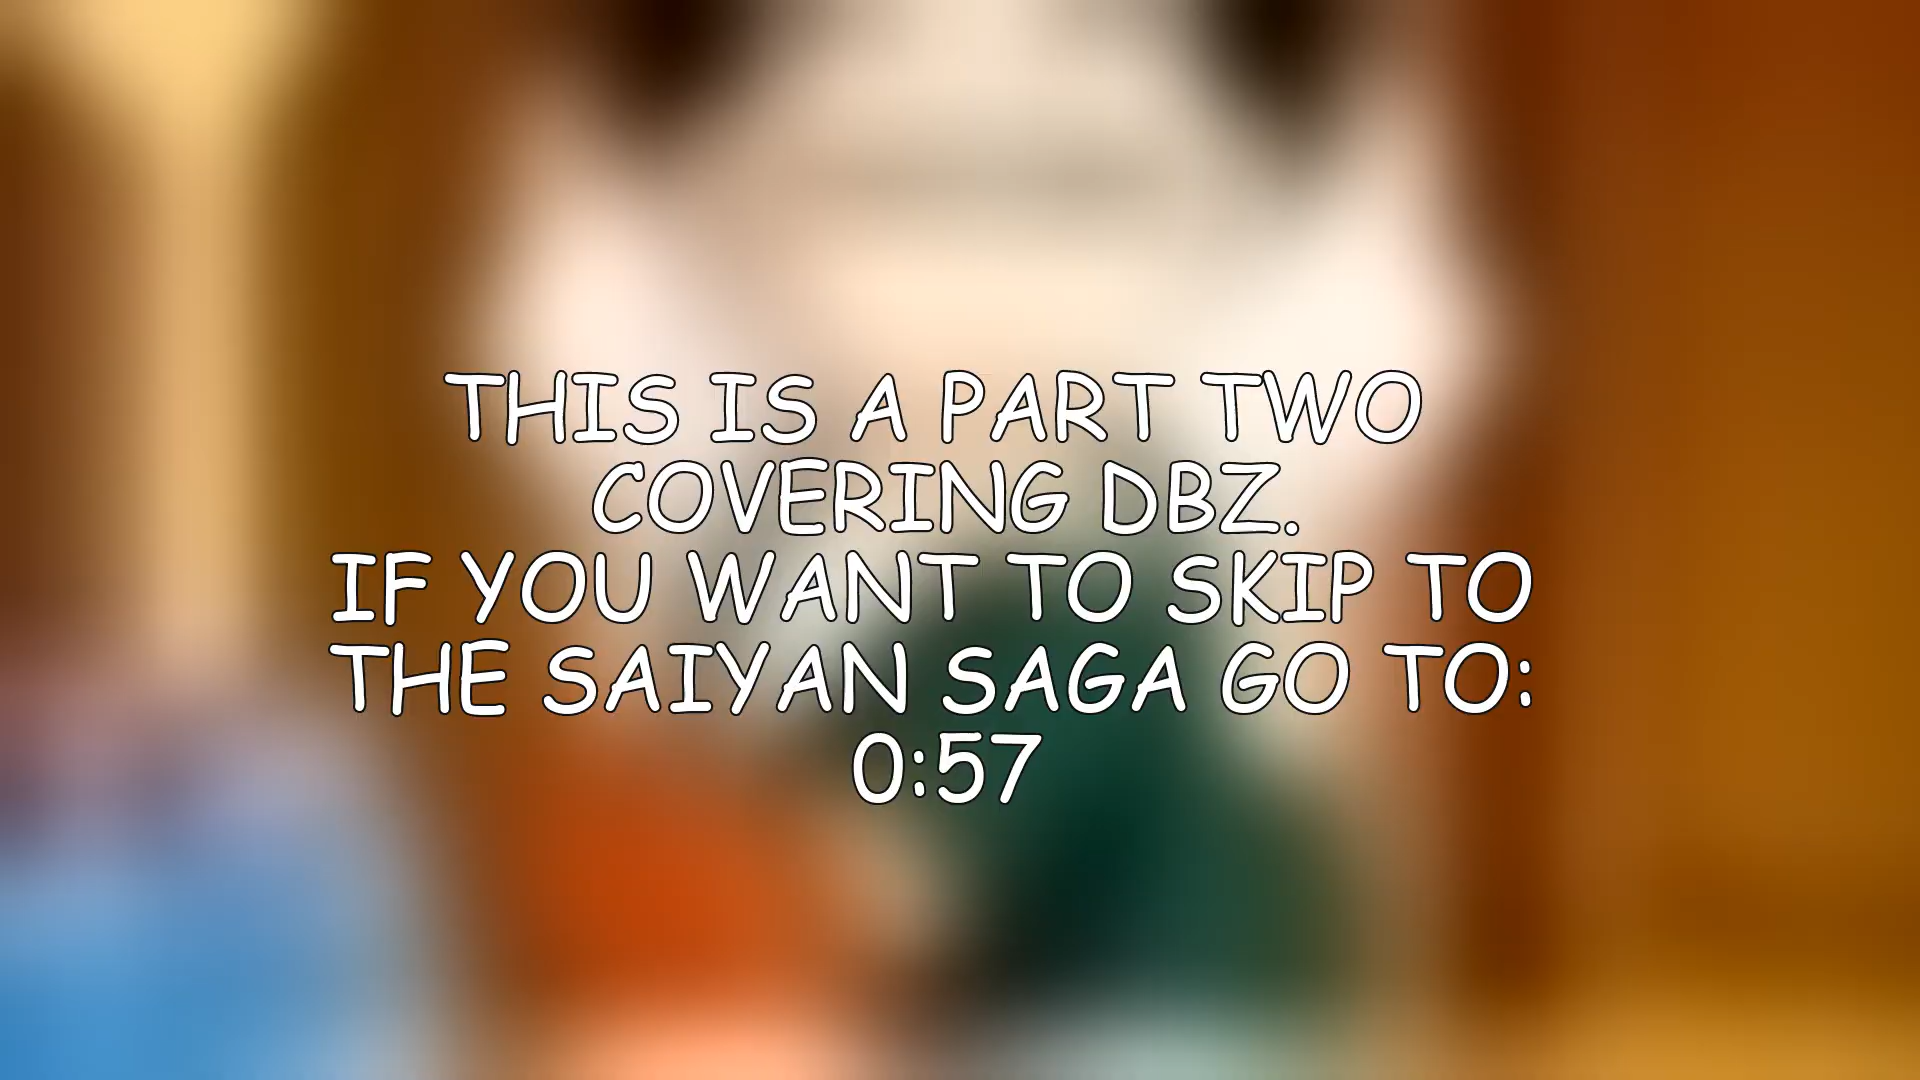 THIS IS A PART TWO
COVERING DBZ.
IF YOU WANT TO SKIP TO
THE SAIYAN SAGA GO TO:
0:57